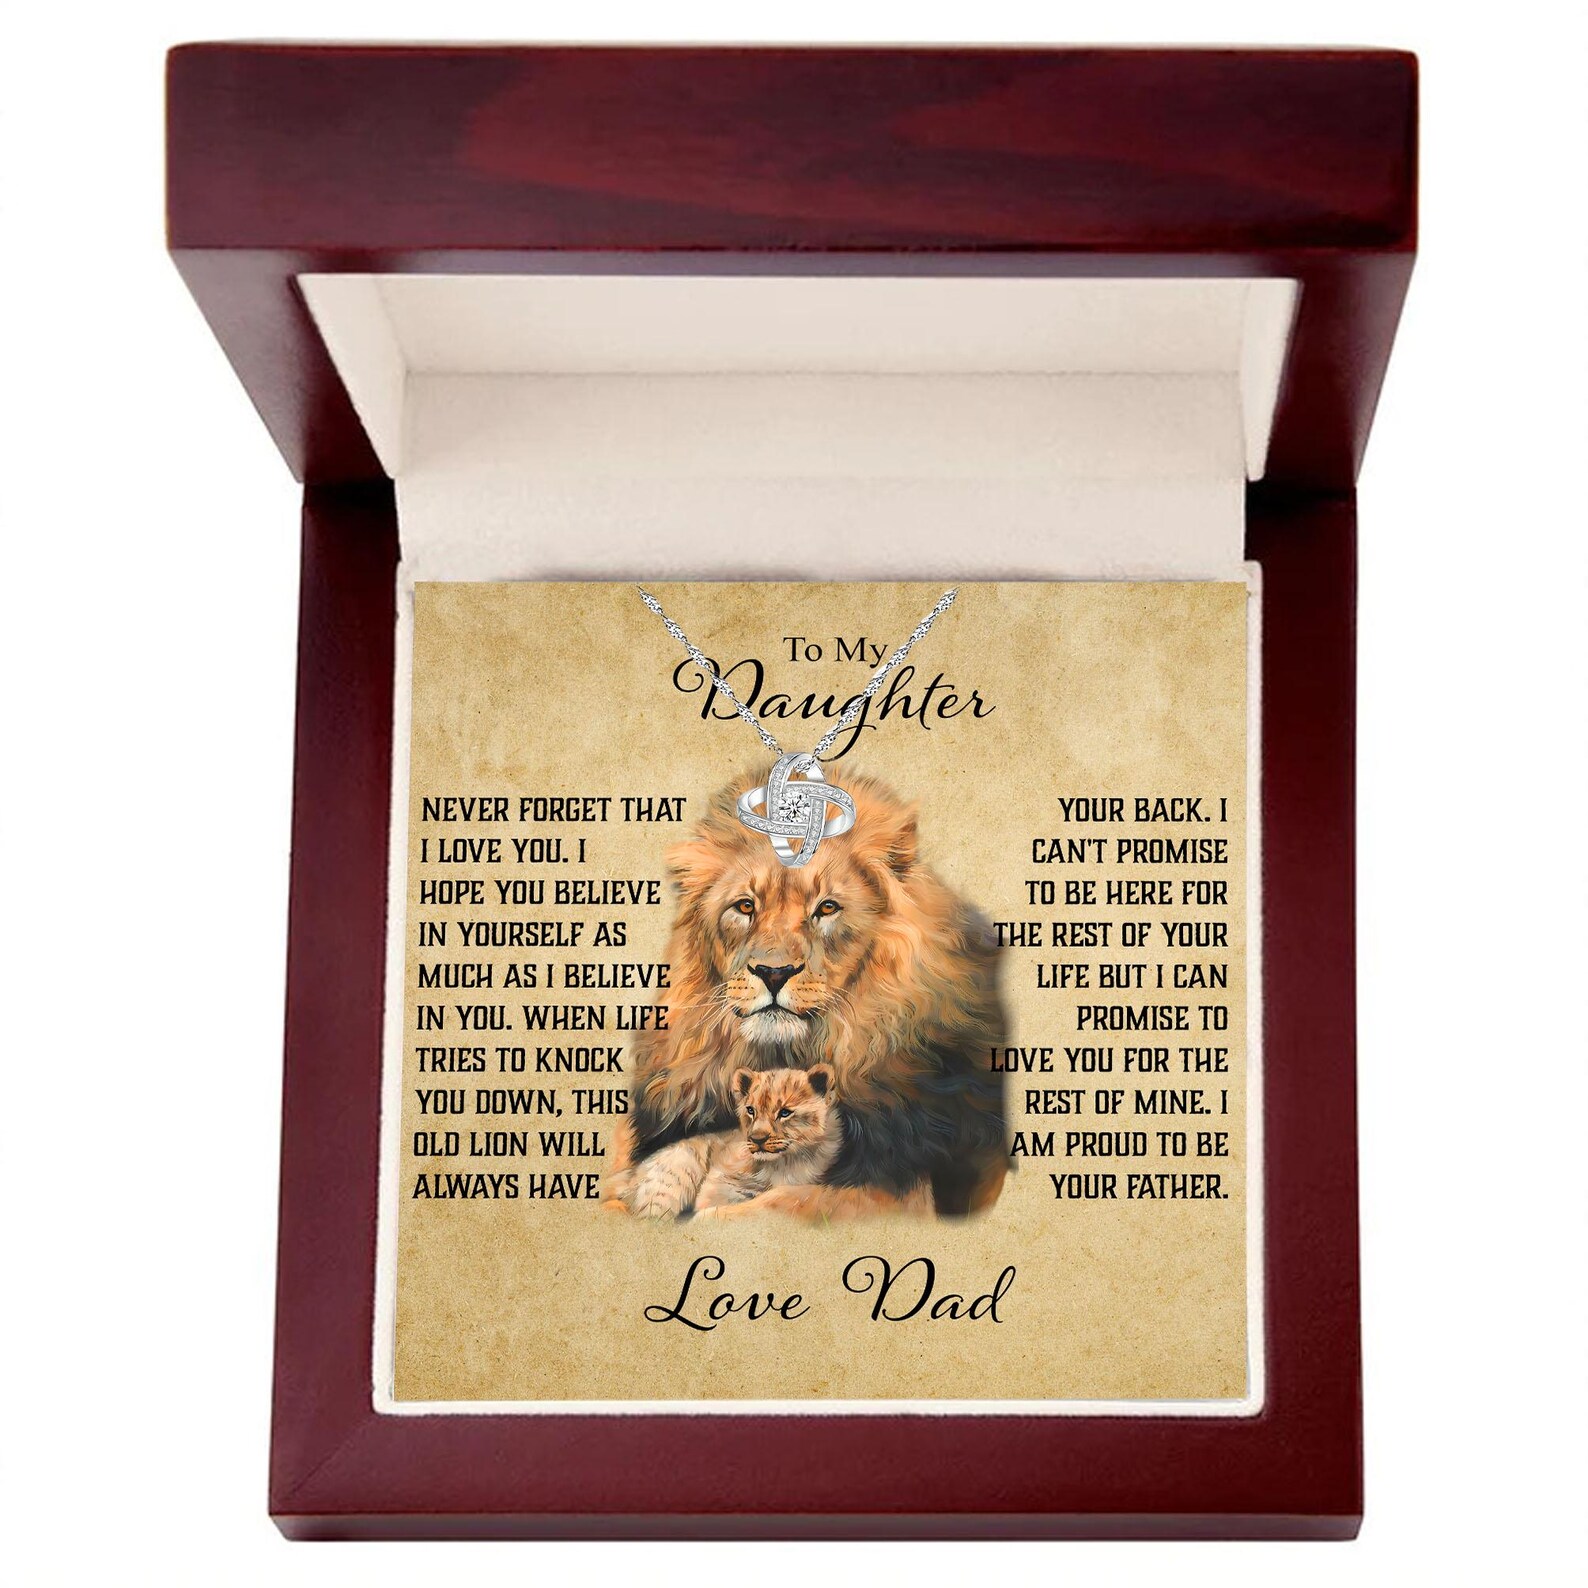 To My
Daughter
NEVER FORGET THAT
I LOVE YOU. I
HOPE YOU BELIEVE
IN YOURSELF AS
MUCH AS I BELIEVE
IN YOU. WHEN LIFE
TRIES TO KNOCK
YOU DOWN, THIS
OLD LION WILL
ALWAYS HAVE
YOUR BACK. I
CAN'T PROMISE
TO BE HERE FOR
THE REST OF YOUR
LIFE BUT I CAN
PROMISE TO
LOVE YOU FOR THE
REST OF MINE. I
AM PROUD TO BE
YOUR FATHER.
Love Dad